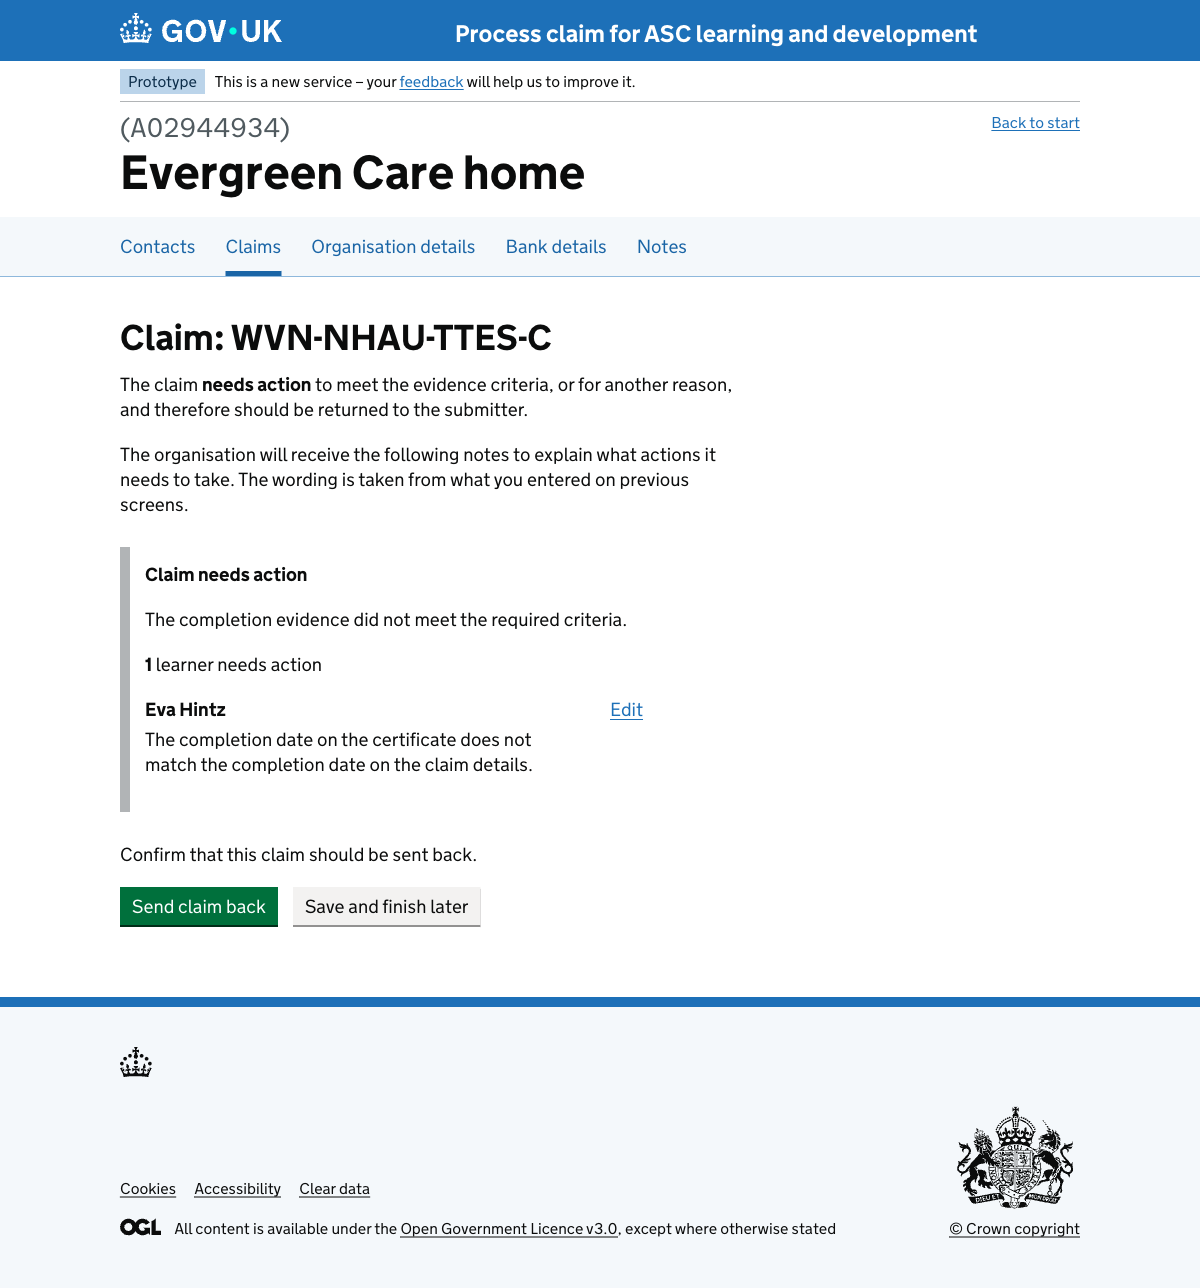 GOV·UK
Process claim for ASC learning and development
Prototype This is a new service – your feedback will help us to improve it.
(A02944934)
Back to start
Evergreen Care home
Contacts Claims Organisation details Bank details Notes
Claim: WVN-NHAU-TTES-C
The claim needs action to meet the evidence criteria, or for another reason,
and therefore should be returned to the submitter.
The organisation will receive the following notes to explain what actions it
needs to take. The wording is taken from what you entered on previous
screens.
Claim needs action
The completion evidence did not meet the required criteria.
1 learner needs action
Eva Hintz Edit
The completion date on the certificate does not
match the completion date on the claim details.
Confirm that this claim should be sent back.
Send claim back Save and finish later
Cookies Accessibility Clear data
OGL All content is available under the Open Government Licence v3.0, except where otherwise stated
© Crown copyright